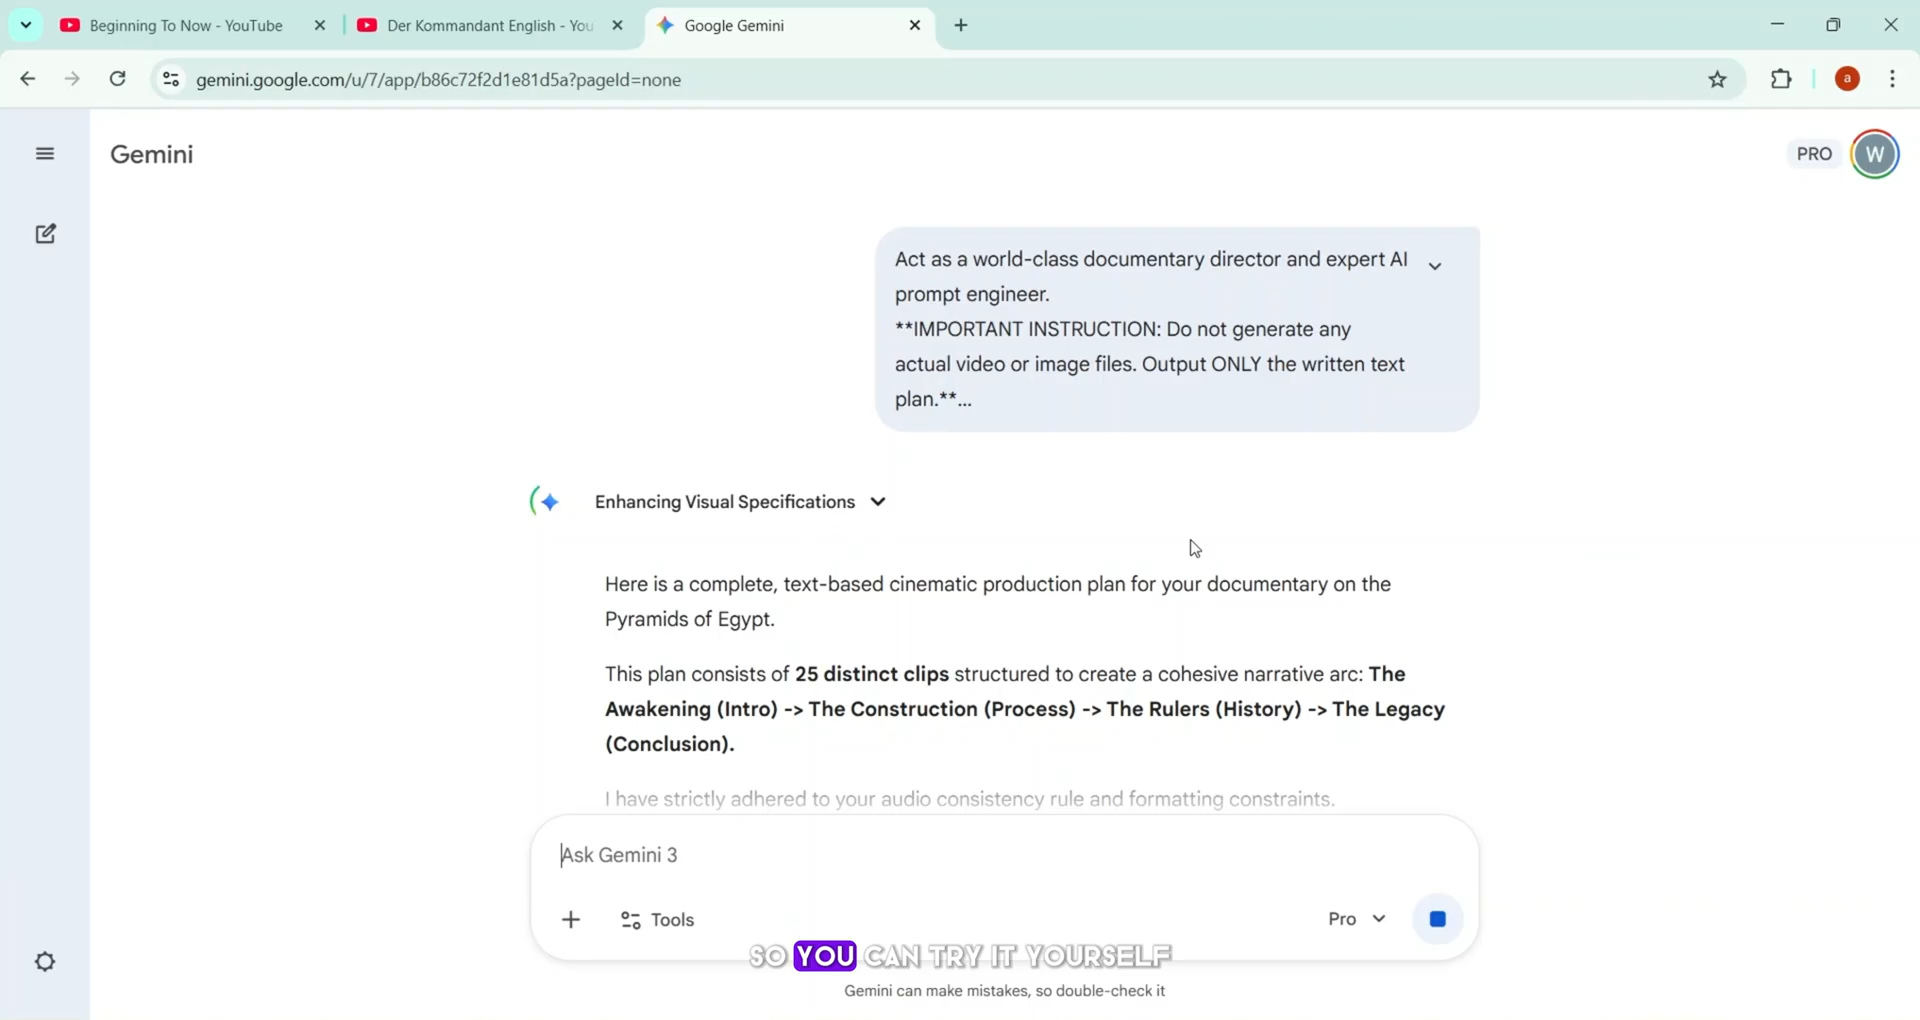 Beginning To Now - YouTube
Der Kommandant English - You
Google Gemini
gemini.google.com/u/7/app/b86c72f2d1e81d5a?pageId=none
a
Gemini
PRO
W
Act as a world-class documentary director and expert AI
prompt engineer.
**IMPORTANT INSTRUCTION: Do not generate any
actual video or image files. Output ONLY the written text
plan.**...
Enhancing Visual Specifications
Here is a complete, text-based cinematic production plan for your documentary on the
Pyramids of Egypt.
This plan consists of 25 distinct clips structured to create a cohesive narrative arc: The
Awakening (Intro) -> The Construction (Process) -> The Rulers (History) -> The Legacy
(Conclusion).
I have strictly adhered to your audio consistency rule and formatting constraints.
Ask Gemini 3
Tools
Pro
SO YOU CAN TRY IT YOURSELF
Gemini can make mistakes, so double-check it